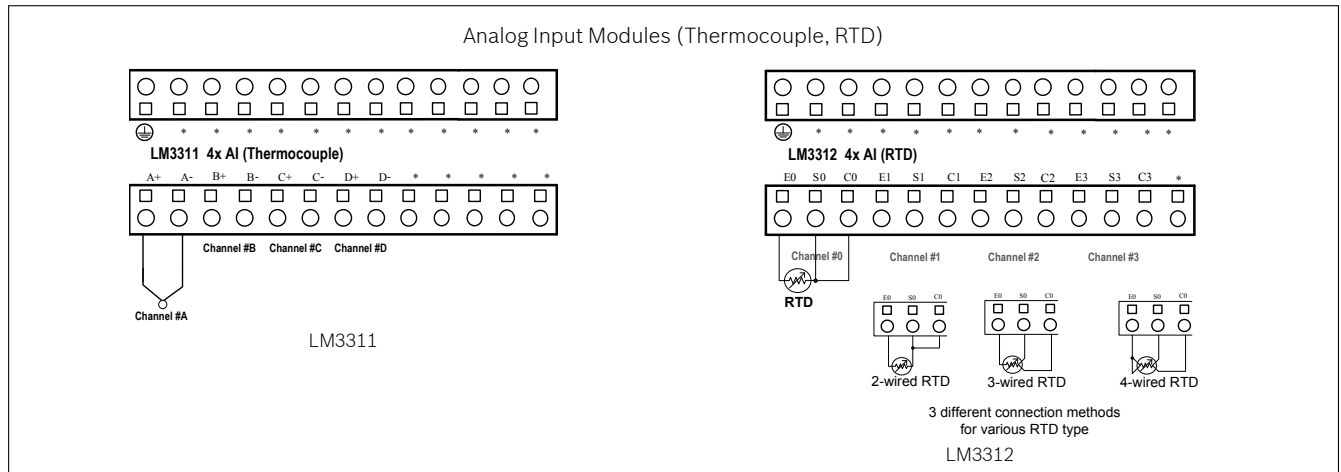 Analog Input Modules (Thermocouple, RTD)
* * * * * * * * * * * *
LM3311 4x AI (Thermocouple)
A+ A- B+ B- C+ C- D+ D- * * * * *
Channel #B Channel #C Channel #D
Channel #A
LM3311
* * * * * * * * * * * *
LM3312 4x AI (RTD)
E0 S0 C0 E1 S1 C1 E2 S2 C2 E3 S3 C3 *
Channel #0 Channel #1 Channel #2 Channel #3
RTD
E0 S0 C0
2-wired RTD
E0 S0 C0
3-wired RTD
E0 S0 C0
4-wired RTD
3 different connection methods
for various RTD type
LM3312